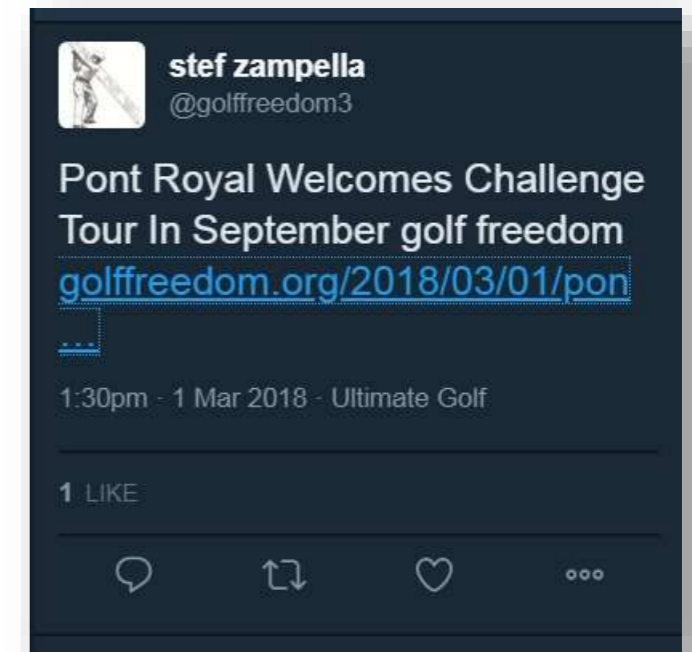 stef zampella
@golffreedom3
Pont Royal Welcomes Challenge
Tour In September golf freedom
golffreedom.org/2018/03/01/pon
...
1:30pm · 1 Mar 2018 · Ultimate Golf
1 LIKE